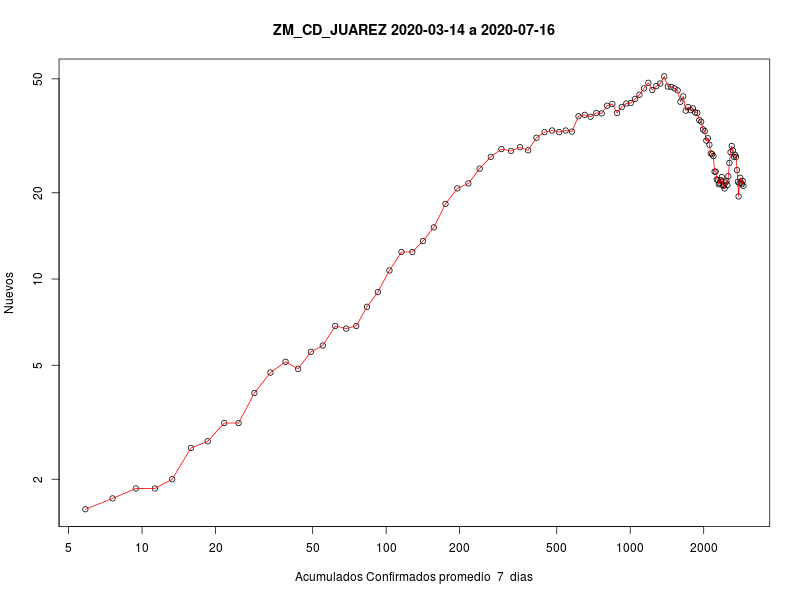 ZM_CD_JUAREZ 2020-03-14 a 2020-07-16
Nuevos
50
20
10
5
2
5 10 20 50 100 200 500 1000 2000
Acumulados Confirmados promedio 7 dias